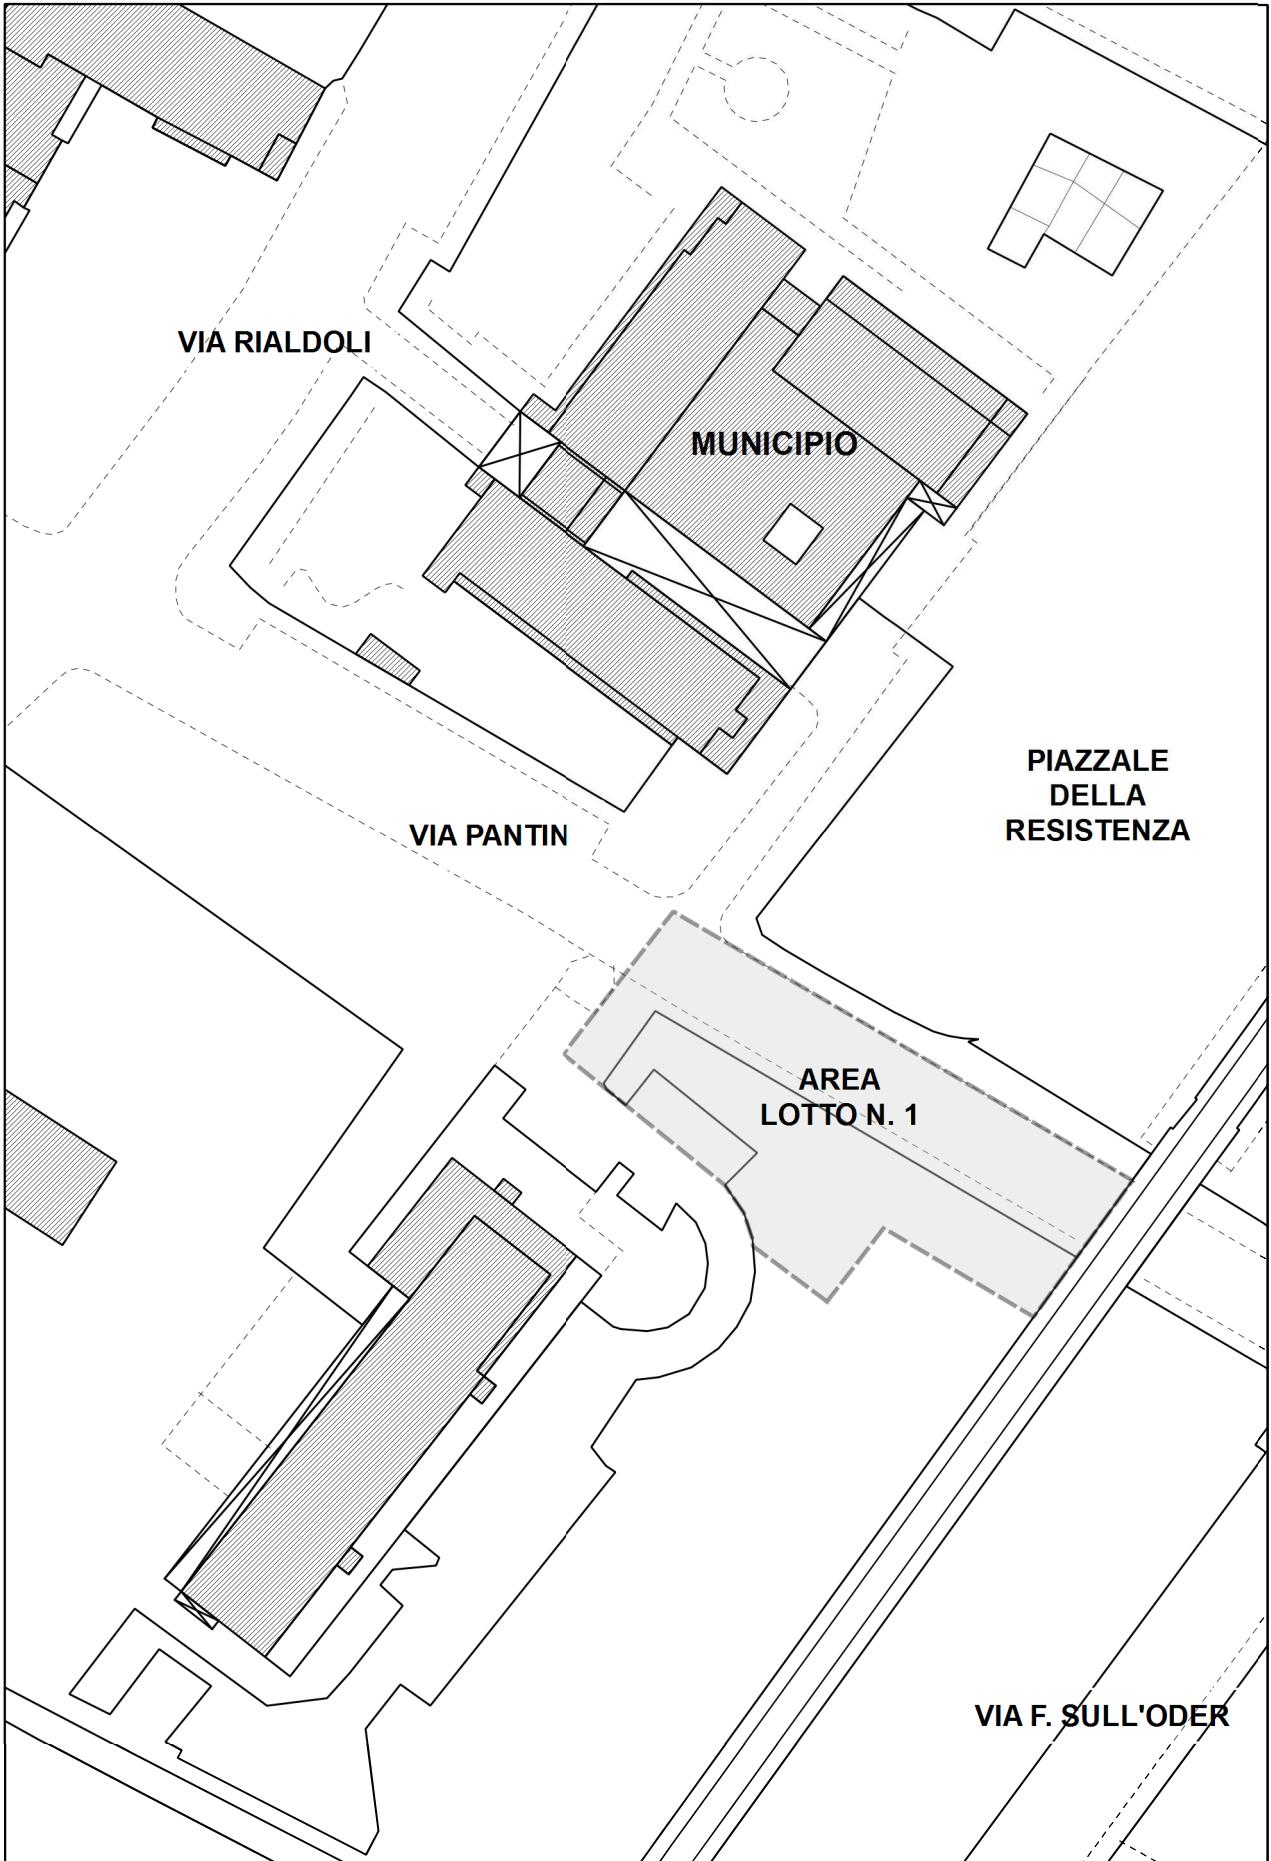 VIA RIALDOLI
MUNICIPIO
PIAZZALE
DELLA
RESISTENZA
VIA PANTIN
AREA
LOTTO N. 1
VIA F. SULL'ODER